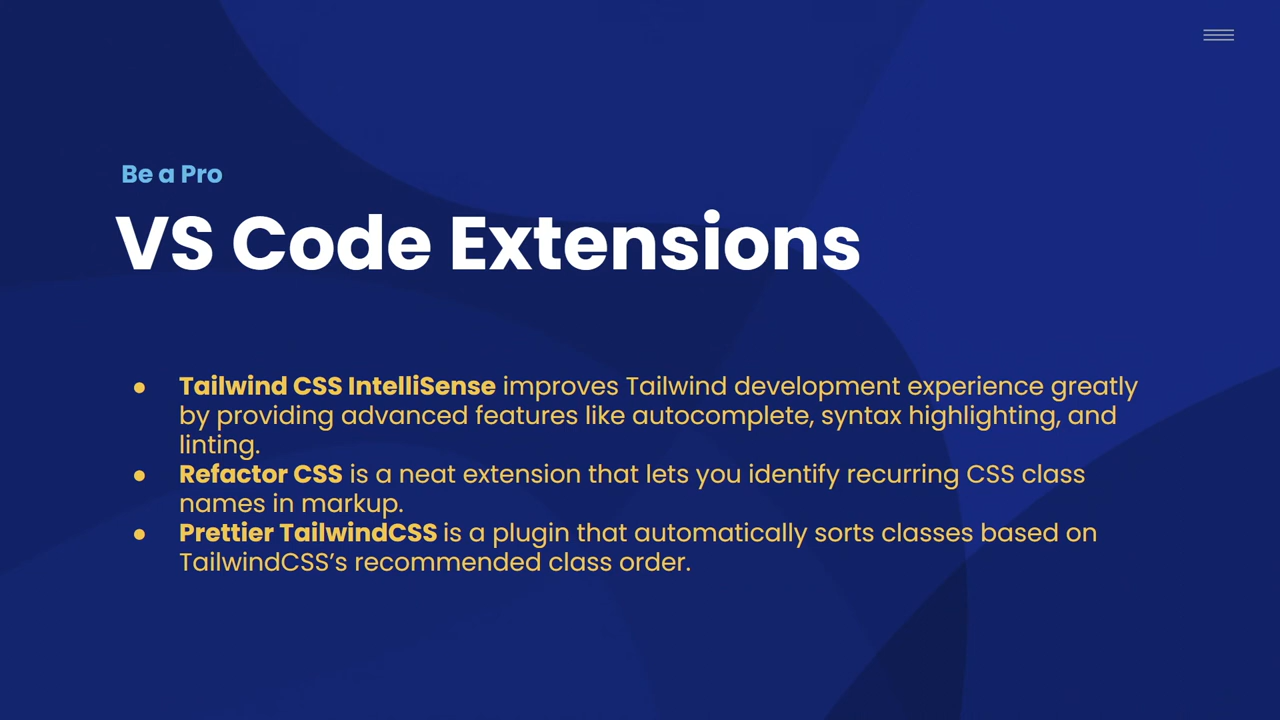 Be a Pro
VS Code Extensions
● Tailwind CSS IntelliSense improves Tailwind development experience greatly
by providing advanced features like autocomplete, syntax highlighting, and
linting.
● Refactor CSS is a neat extension that lets you identify recurring CSS class
names in markup.
● Prettier TailwindCSS is a plugin that automatically sorts classes based on
TailwindCSS’s recommended class order.